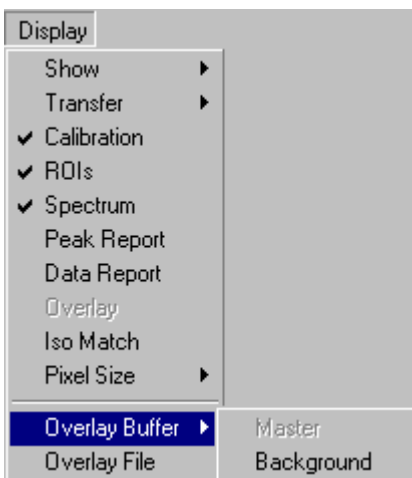 Display
Show
Transfer
Calibration
ROIs
Spectrum
Peak Report
Data Report
Overlay
Iso Match
Pixel Size
Overlay Buffer
Master
Overlay File
Background